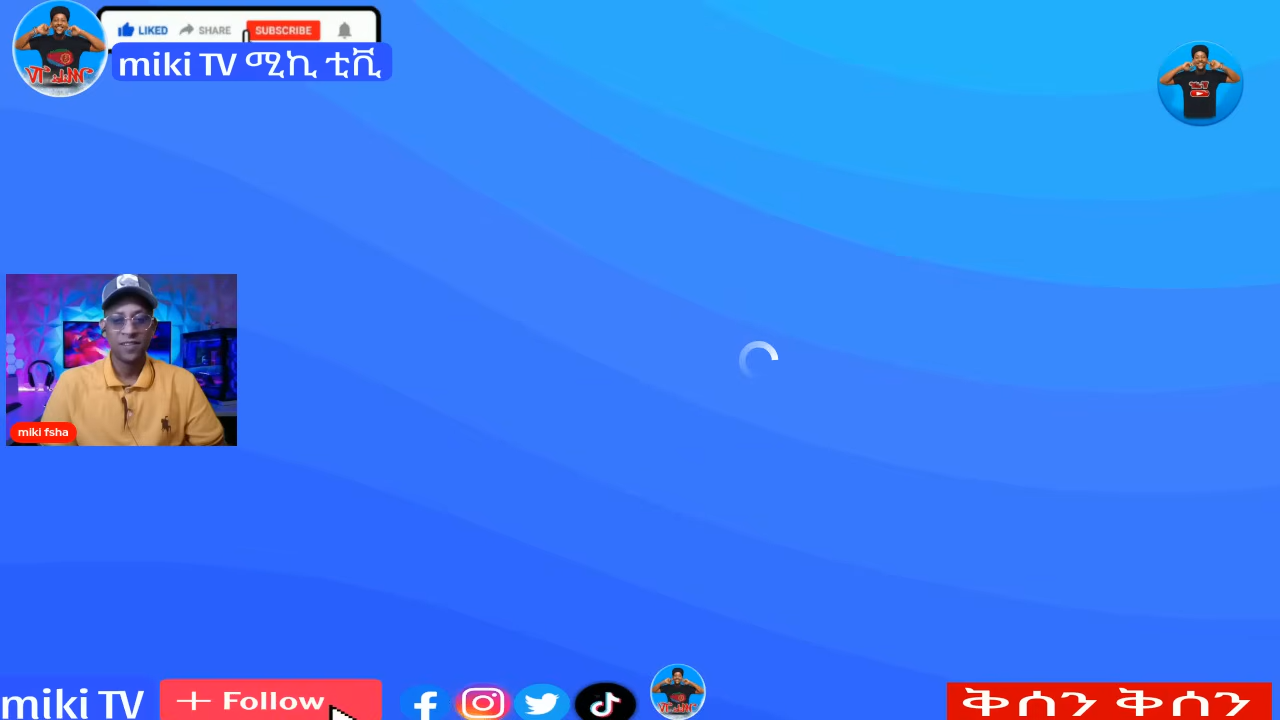 LIKED SHARE SUBSCRIBE
miki TV ሚኪ ቲቪ
miki fsha
miki TV
+ Follow
ቅሰን ቅሰን